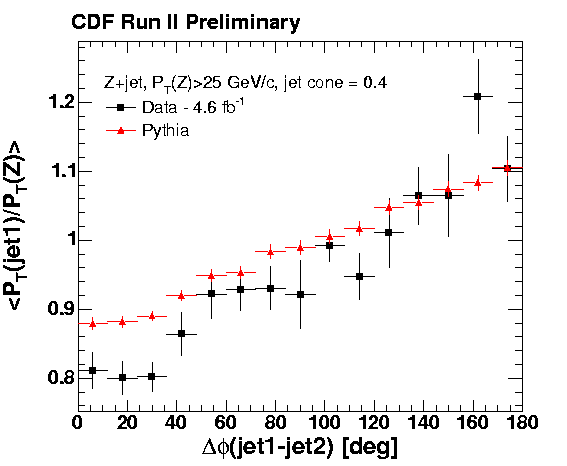 CDF Run II Preliminary
Z+jet, P_T(Z)>25 GeV/c, jet cone = 0.4
Data - 4.6 fb⁻¹
Pythia
<P_T(jet1)/P_T(Z)>
1.2
1.1
1
0.9
0.8
0 20 40 60 80 100 120 140 160 180
Δφ(jet1-jet2) [deg]